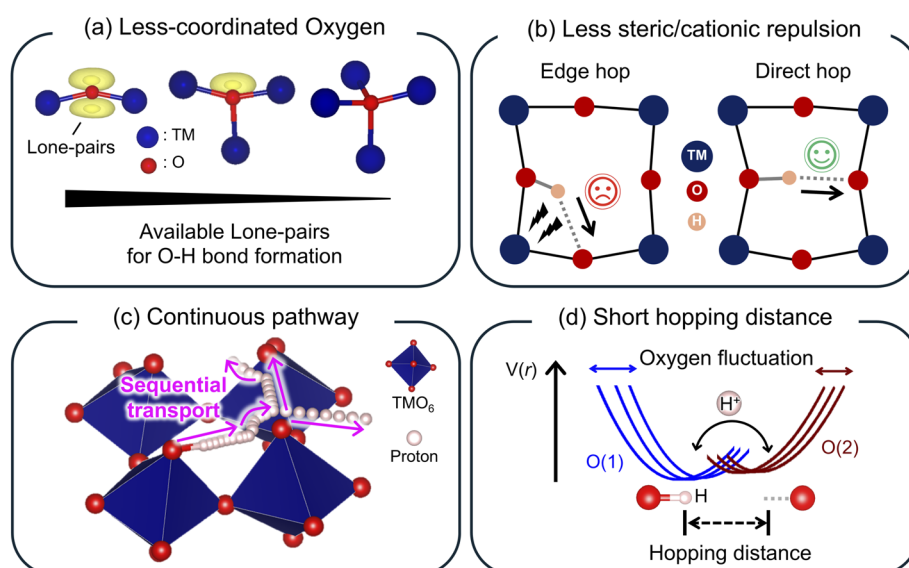 (a) Less-coordinated Oxygen
Lone-pairs
: TM
: O
Available Lone-pairs
for O-H bond formation
(b) Less steric/cationic repulsion
Edge hop
Direct hop
TM
O
H
(c) Continuous pathway
Sequential
transport
TMO₆
Proton
(d) Short hopping distance
V(r)
Oxygen fluctuation
H⁺
O(1)
O(2)
H
Hopping distance